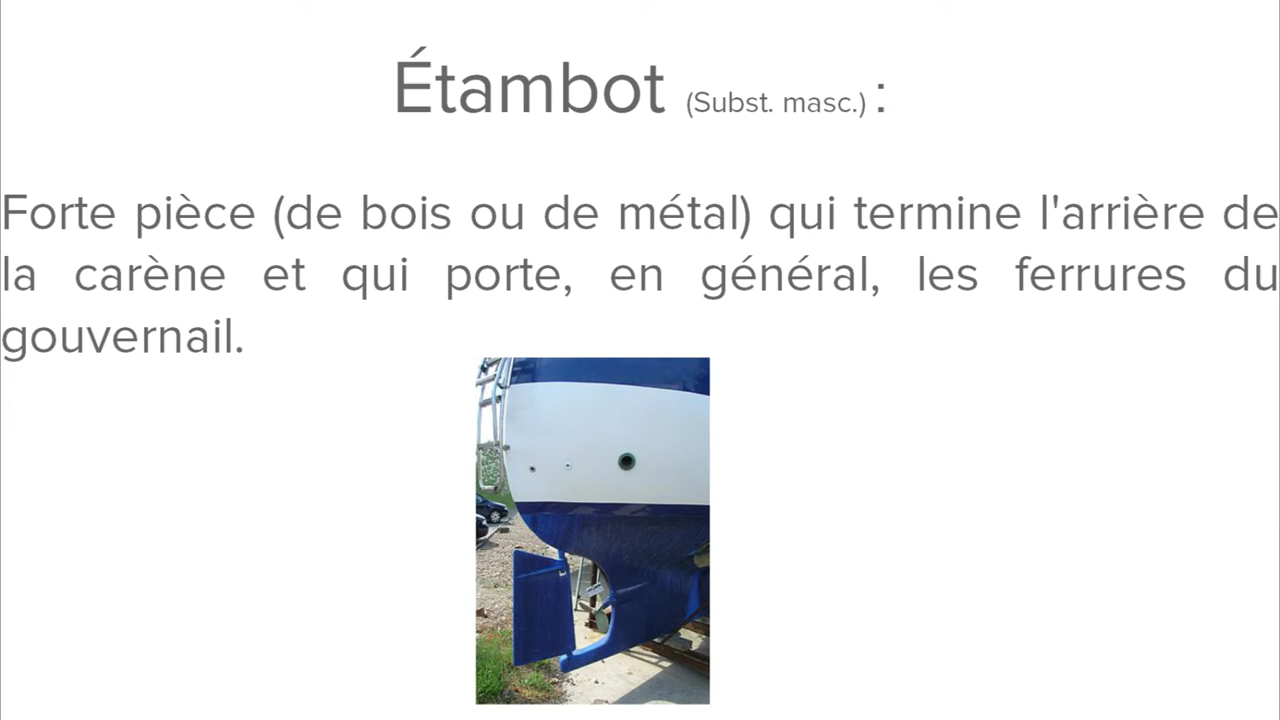 Étambot (Subst. masc.) :
Forte pièce (de bois ou de métal) qui termine l'arrière de
la carène et qui porte, en général, les ferrures du
gouvernail.